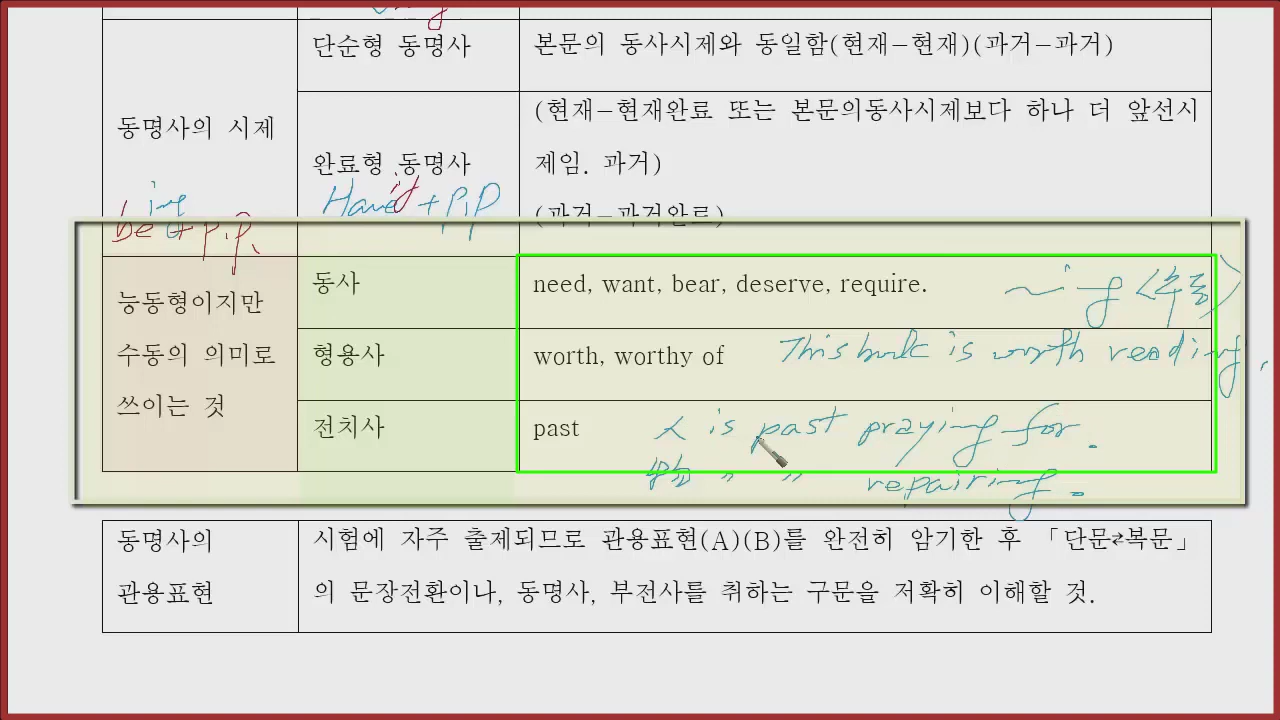 단순형 동명사
본문의 동사시제와 동일함(현재-현재)(과거-과거)
동명사의 시제
완료형 동명사
(현재-현재완료 또는 본문의동사시제보다 하나 더 앞선시
제임. 과거)
(과거-과거완료)
ing
be + p.p.
Have ing + P.P
능동형이지만
수동의 의미로
쓰이는 것
동사
need, want, bear, deserve, require.
~ing <수동>
형용사
worth, worthy of
This book is worth reading.
전치사
past
人 is past praying for.
物 〃 〃 repairing.
동명사의
관용표현
시험에 자주 출제되므로 관용표현(A)(B)를 완전히 암기한 후 「단문⇄복문」
의 문장전환이나, 동명사, 부전사를 취하는 구문을 저확히 이해할 것.